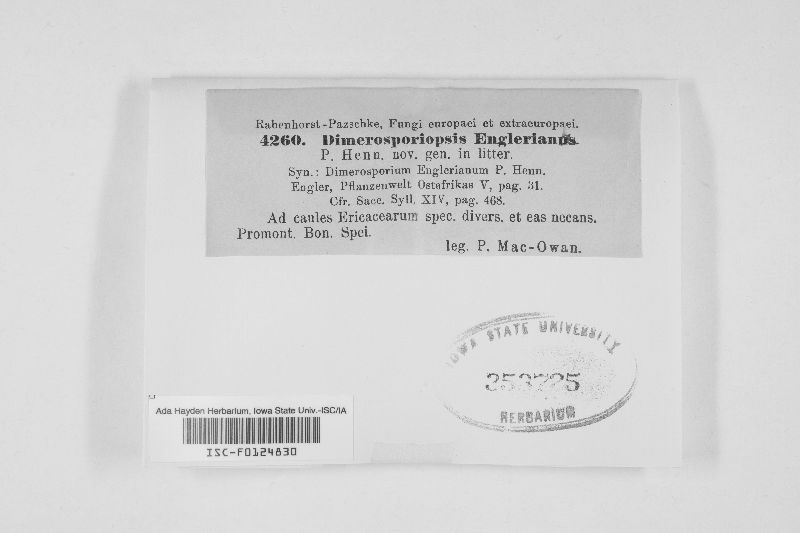 Rabenhorst-Pazschke, Fungi europaei et extraeuropaei.
4260. Dimerosporiopsis Englerianus
P. Henn. nov. gen. in litter.
Syn.: Dimerosporium Englerianum P. Henn.
Engler, Pflanzenwelt Ostafrikas V, pag. 31.
Cfr. Sacc. Syll. XIV, pag. 468.
Ad caules Ericacearum spec. divers. et eas necans.
Promont. Bon. Spei.
leg. P. Mac-Owan.
IOWA STATE UNIVERSITY
353725
HERBARIUM
Ada Hayden Herbarium, Iowa State Univ.-ISC/IA
ISC-F0124830